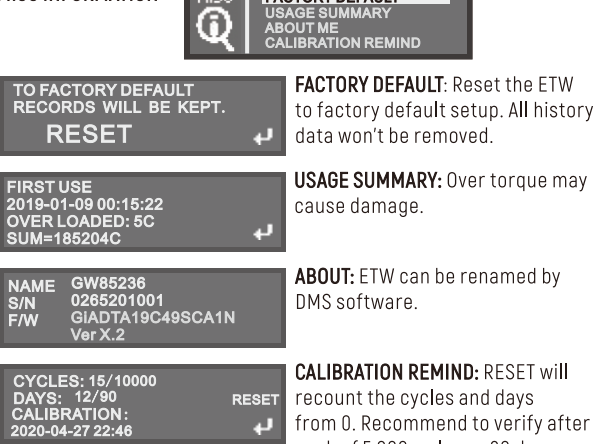 FACTORY DEFAULT
USAGE SUMMARY
ABOUT ME
CALIBRATION REMIND
TO FACTORY DEFAULT
RECORDS WILL BE KEPT.
RESET
FACTORY DEFAULT: Reset the ETW
to factory default setup. All history
data won't be removed.
FIRST USE
2019-01-09 00:15:22
OVER LOADED: 5C
SUM=185204C
USAGE SUMMARY: Over torque may
cause damage.
NAME GW85236
S/N 0265201001
F/W GiADTA19C49SCA1N
Ver X.2
ABOUT: ETW can be renamed by
DMS software.
CYCLES: 15/10000
DAYS: 12/90 RESET
CALIBRATION:
2020-04-27 22:46
CALIBRATION REMIND: RESET will
recount the cycles and days
from 0. Recommend to verify after